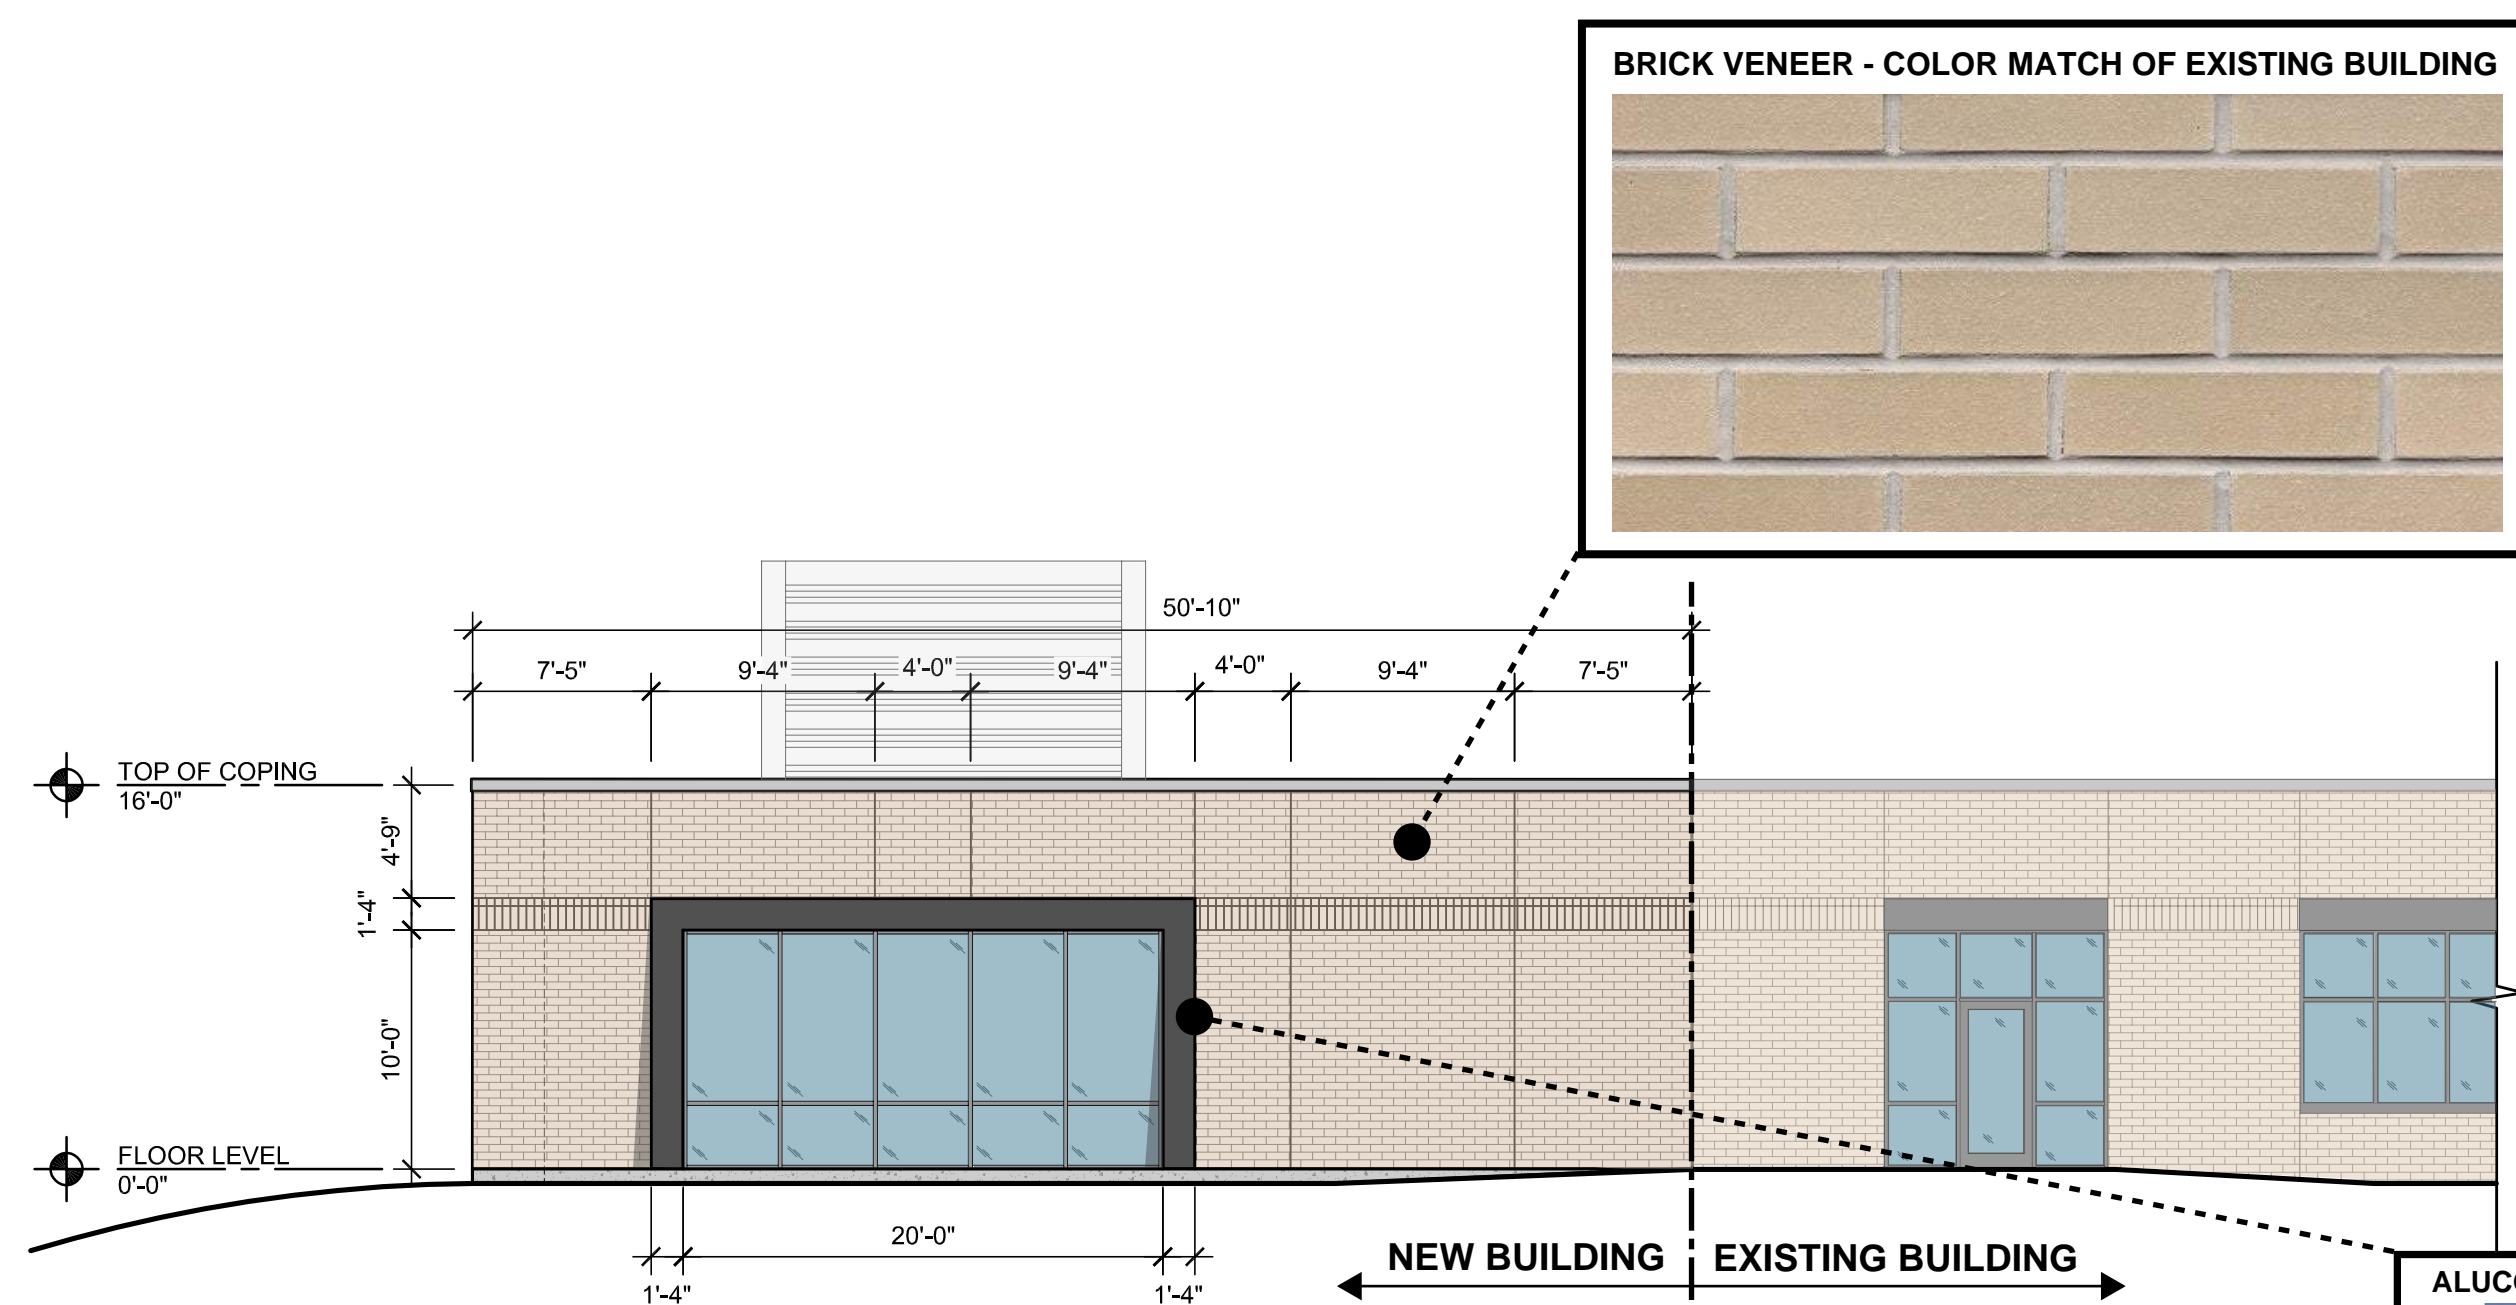 BRICK VENEER - COLOR MATCH OF EXISTING BUILDING
50'-10"
7'-5" 9'-4" 4'-0" 9'-4" 4'-0" 9'-4" 7'-5"
TOP OF COPING
16'-0"
4'-9"
1'-4"
10'-0"
FLOOR LEVEL
0'-0"
20'-0"
1'-4" 1'-4"
NEW BUILDING EXISTING BUILDING